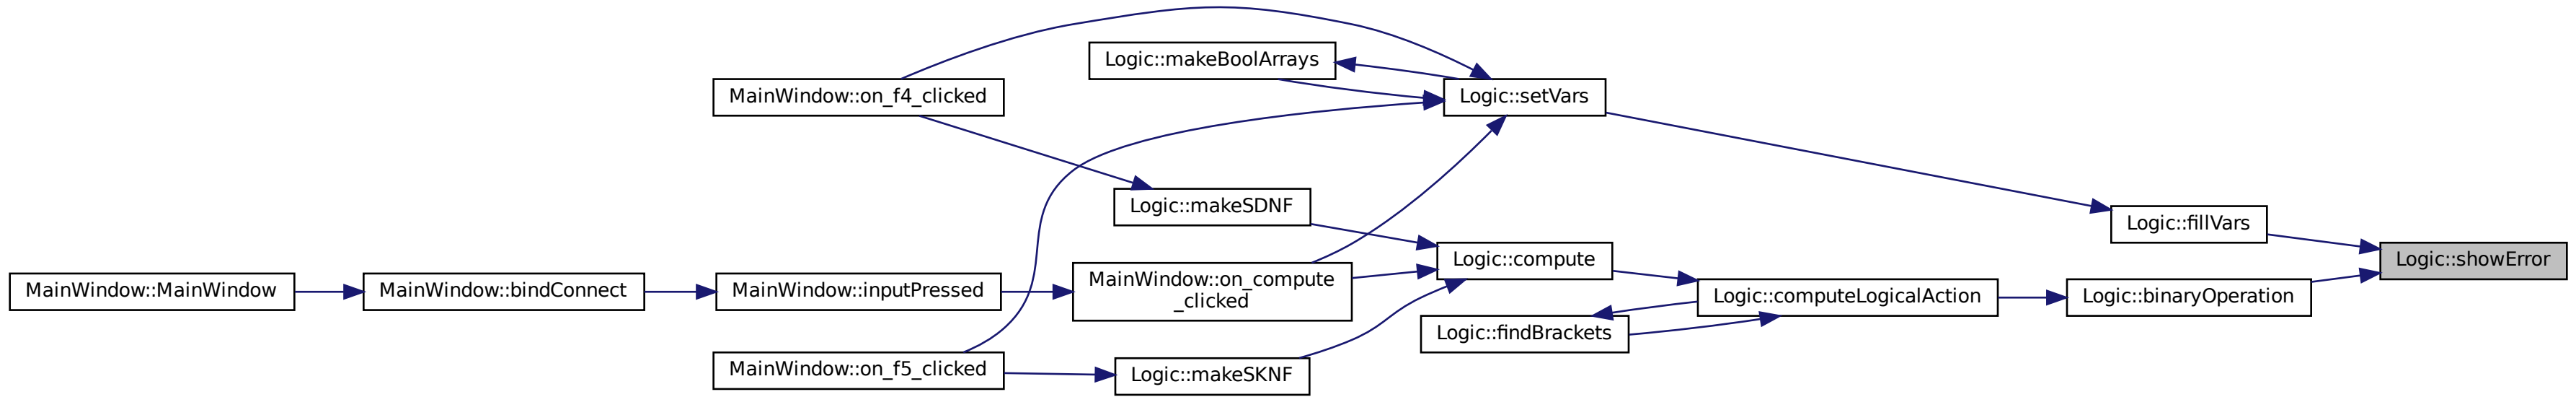 Logic::makeBoolArrays
MainWindow::on_f4_clicked
Logic::setVars
Logic::makeSDNF
Logic::fillVars
Logic::compute
Logic::showError
MainWindow::MainWindow
MainWindow::bindConnect
MainWindow::inputPressed
MainWindow::on_compute
_clicked
Logic::computeLogicalAction
Logic::binaryOperation
Logic::findBrackets
MainWindow::on_f5_clicked
Logic::makeSKNF